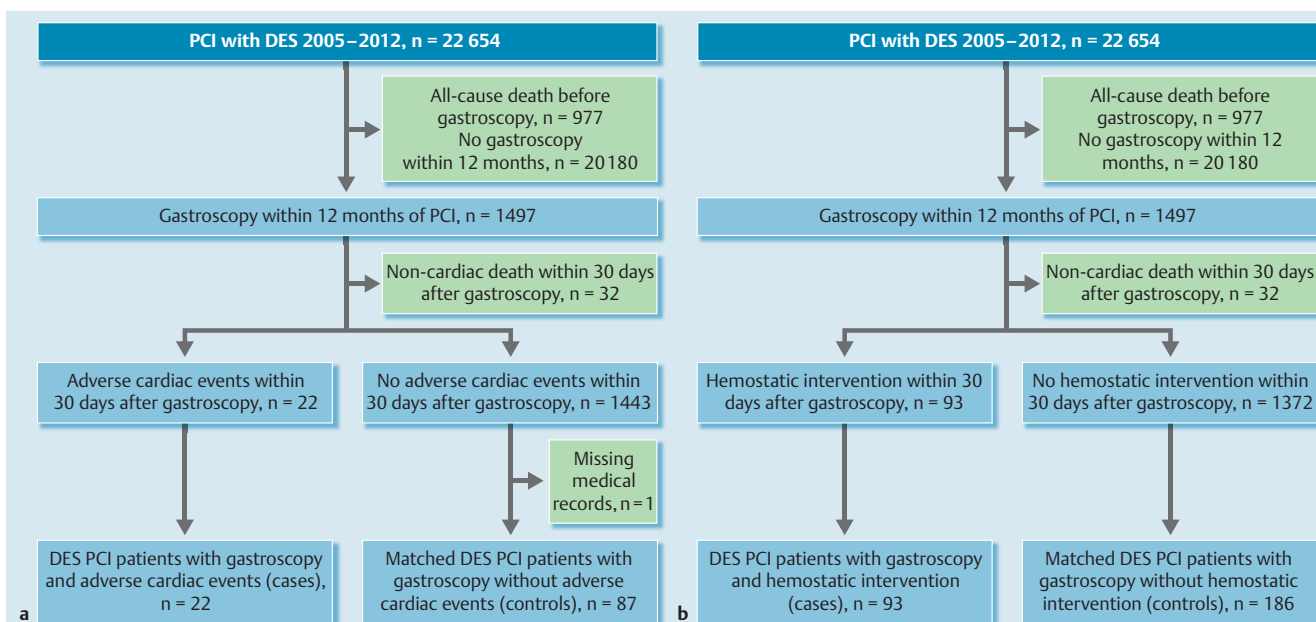 PCI with DES 2005–2012, n = 22 654
All-cause death before
gastroscopy, n = 977
No gastroscopy
within 12 months, n = 20 180
Gastroscopy within 12 months of PCI, n = 1497
Non-cardiac death within 30 days
after gastroscopy, n = 32
Adverse cardiac events within
30 days after gastroscopy, n = 22
No adverse cardiac events within
30 days after gastroscopy, n = 1443
Missing
medical
records, n = 1
DES PCI patients with gastroscopy
and adverse cardiac events (cases),
n = 22
Matched DES PCI patients with
gastroscopy without adverse
cardiac events (controls), n = 87
a
PCI with DES 2005–2012, n = 22 654
All-cause death before
gastroscopy, n = 977
No gastroscopy within 12
months, n = 20 180
Gastroscopy within 12 months of PCI, n = 1497
Non-cardiac death within 30 days
after gastroscopy, n = 32
Hemostatic intervention within 30
days after gastroscopy, n = 93
No hemostatic intervention within
30 days after gastroscopy, n = 1372
DES PCI patients with gastroscopy
and hemostatic intervention
(cases), n = 93
Matched DES PCI patients with
gastroscopy without hemostatic
intervention (controls), n = 186
b